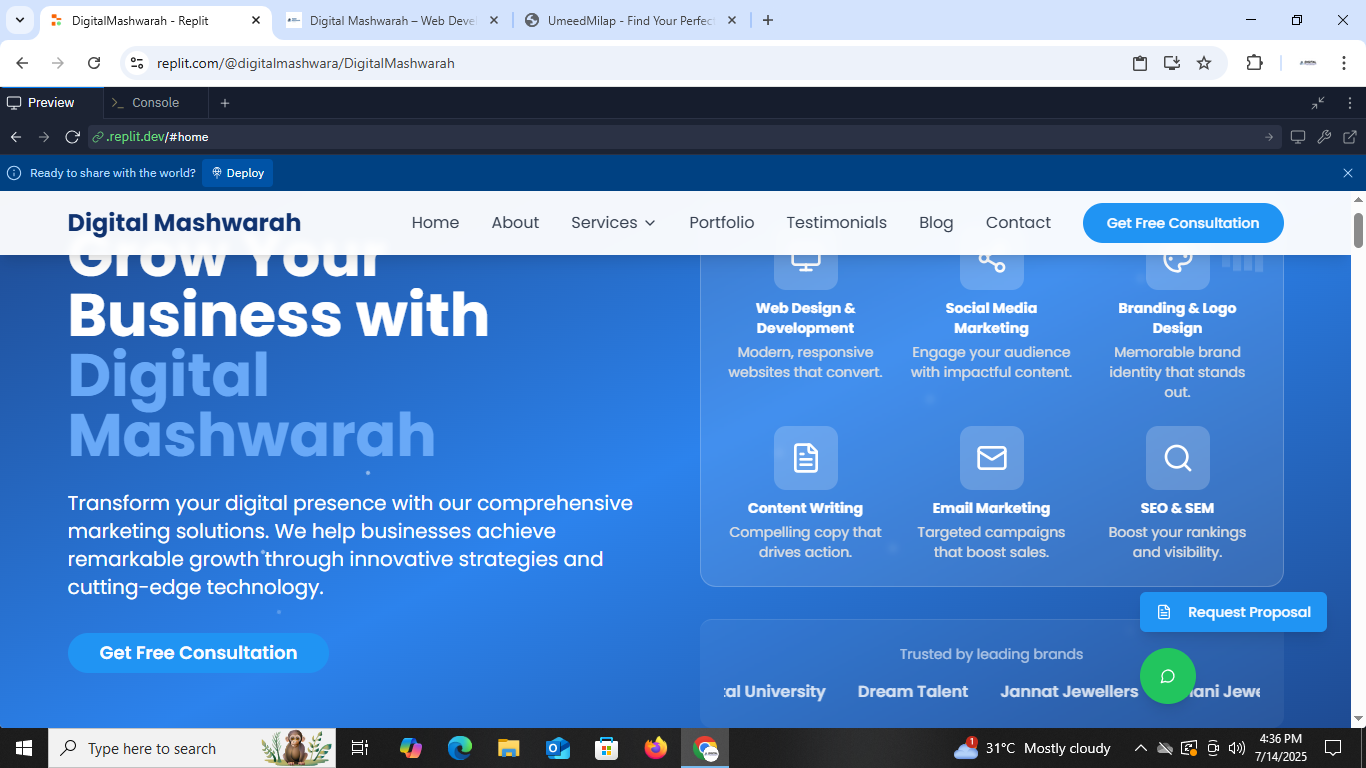 DigitalMashwarah - Replit
Digital Mashwarah – Web Devel
UmeedMilap - Find Your Perfec
replit.com/@digitalmashwara/DigitalMashwarah
Preview
Console
.replit.dev/#home
Ready to share with the world?
Deploy
Digital Mashwarah
Home
About
Services
Portfolio
Testimonials
Blog
Contact
Get Free Consultation
Grow Your
Business with
Digital
Mashwarah
Transform your digital presence with our comprehensive
marketing solutions. We help businesses achieve
remarkable growth through innovative strategies and
cutting-edge technology.
Get Free Consultation
Web Design &
Development
Modern, responsive
websites that convert.
Social Media
Marketing
Engage your audience
with impactful content.
Branding & Logo
Design
Memorable brand
identity that stands
out.
Content Writing
Compelling copy that
drives action.
Email Marketing
Targeted campaigns
that boost sales.
SEO & SEM
Boost your rankings
and visibility.
Request Proposal
Trusted by leading brands
tal University
Dream Talent
Jannat Jewellers
ani Jewe
Type here to search
1
31°C Mostly cloudy
4:36 PM
7/14/2025